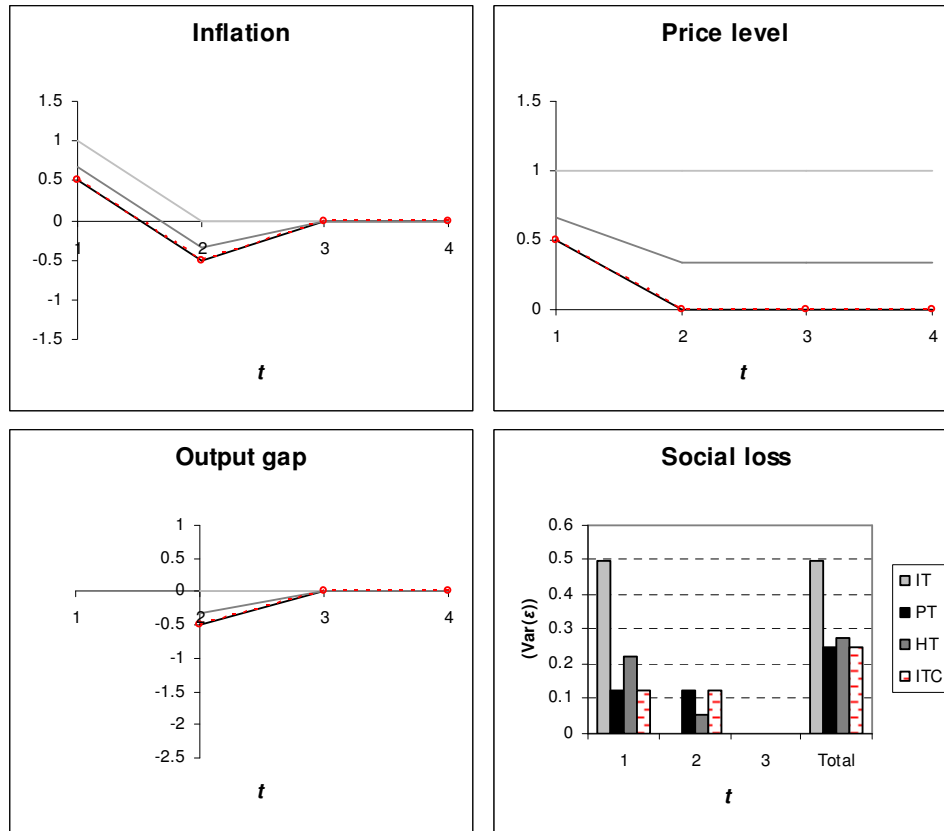 Inflation
1.5
1
0.5
0
-0.5
-1
-1.5
1 2 3 4
t
Price level
1.5
1
0.5
0
1 2 3 4
t
Output gap
1
0.5
0
-0.5
-1
-1.5
-2
-2.5
1 2 3 4
t
Social loss
(Var(ε))
0.6
0.5
0.4
0.3
0.2
0.1
0
1 2 3 Total
t
IT
PT
HT
ITC